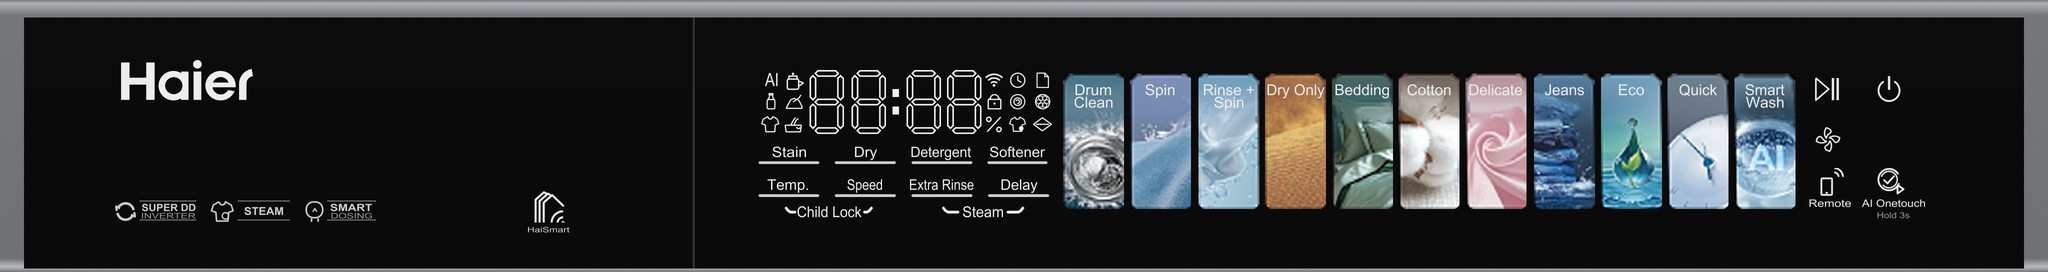 Haier
SUPER DD
INVERTER
STEAM
SMART
DOSING
HaiSmart
AI
88:88
%
Stain Dry Detergent Softener
Temp. Speed Extra Rinse Delay
Child Lock Steam
Drum
Clean
Spin
Rinse +
Spin
Dry Only
Bedding
Cotton
Delicate
Jeans
Eco
Quick
Smart
Wash
AI
Remote
AI Onetouch
Hold 3s